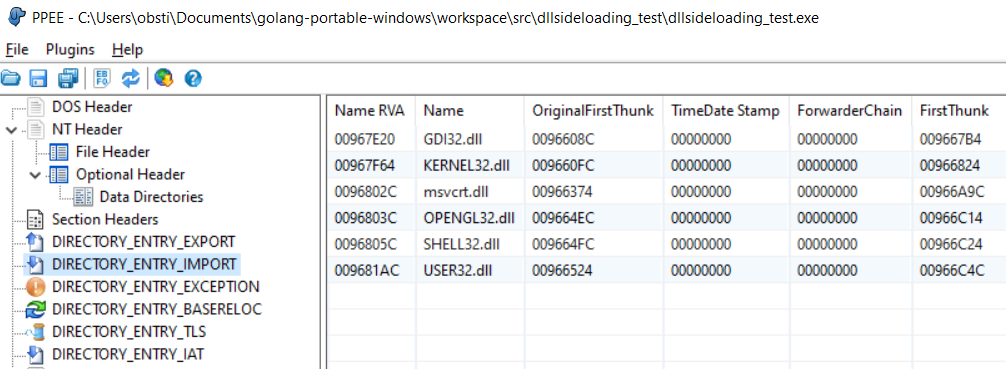 PPEE - C:\Users\obsti\Documents\golang-portable-windows\workspace\src\dllsideloading_test\dllsideloading_test.exe
File Plugins Help
DOS Header
NT Header
File Header
Optional Header
Data Directories
Section Headers
DIRECTORY_ENTRY_EXPORT
DIRECTORY_ENTRY_IMPORT
DIRECTORY_ENTRY_EXCEPTION
DIRECTORY_ENTRY_BASERELOC
DIRECTORY_ENTRY_TLS
DIRECTORY_ENTRY_IAT
Name RVA Name OriginalFirstThunk TimeDate Stamp ForwarderChain FirstThunk
00967E20 GDI32.dll 0096608C 00000000 00000000 009667B4
00967F64 KERNEL32.dll 009660FC 00000000 00000000 00966824
0096802C msvcrt.dll 00966374 00000000 00000000 00966A9C
0096803C OPENGL32.dll 009664EC 00000000 00000000 00966C14
0096805C SHELL32.dll 009664FC 00000000 00000000 00966C24
009681AC USER32.dll 00966524 00000000 00000000 00966C4C